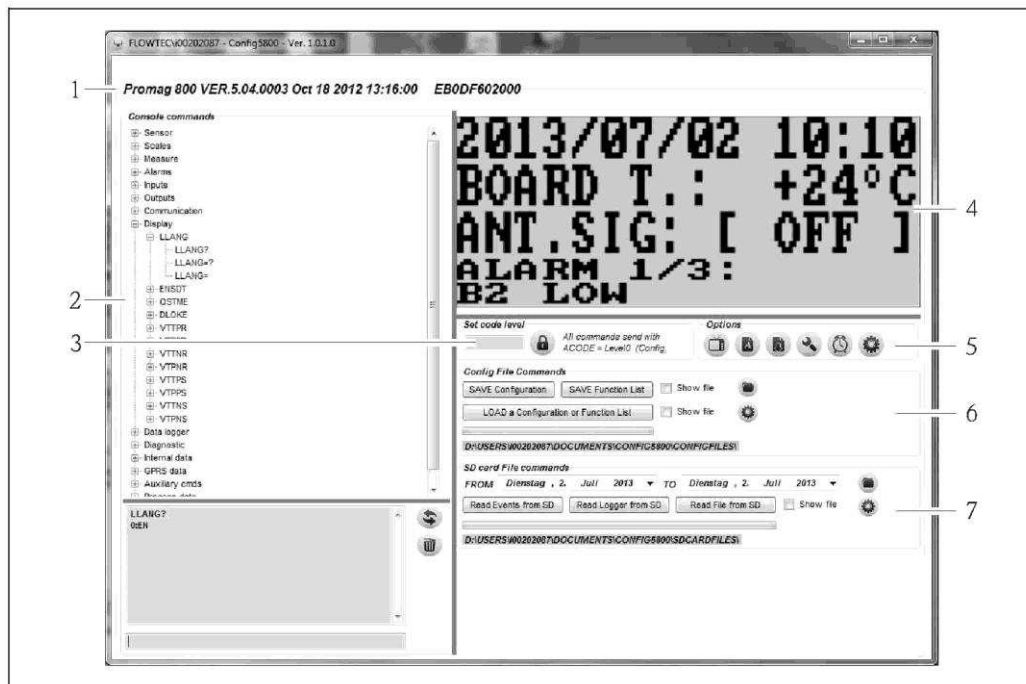 FLOWTEC\i00202087 - Config5800 - Ver. 1.0.1.0
1
Promag 800 VER.5.04.0003 Oct 18 2012 13:16:00 EB0DF602000
Console commands
Sensor
Scales
Measure
Alarms
Inputs
Outputs
Communication
Display
LLANG
LLANG?
LLANG=?
LLANG=
ENSDT
QSTME
DLOKE
VTTPR
VTTNR
VTPNR
VTTPS
VTPPS
VTTNS
VTPNS
Data logger
Diagnostic
Internal data
GPRS data
Auxiliary cmds
Process data
2
3
LLANG?
0:EN
2013/07/02 10:10
BOARD T.: +24°C
ANT.SIG: [ OFF ]
ALARM 1/3:
B2 LOW
4
Set code level
All commands send with
ACODE = Level0 (Config,
Options
5
Config File Commands
SAVE Configuration SAVE Function List Show file
LOAD a Configuration or Function List Show file
6
D:\USERS\I00202087\DOCUMENTS\CONFIG5800\CONFIGFILES\
SD card File commands
FROM Dienstag , 2. Juli 2013 TO Dienstag , 2. Juli 2013
Read Events from SD Read Logger from SD Read File from SD Show file
7
D:\USERS\I00202087\DOCUMENTS\CONFIG5800\SDCARDFILES\